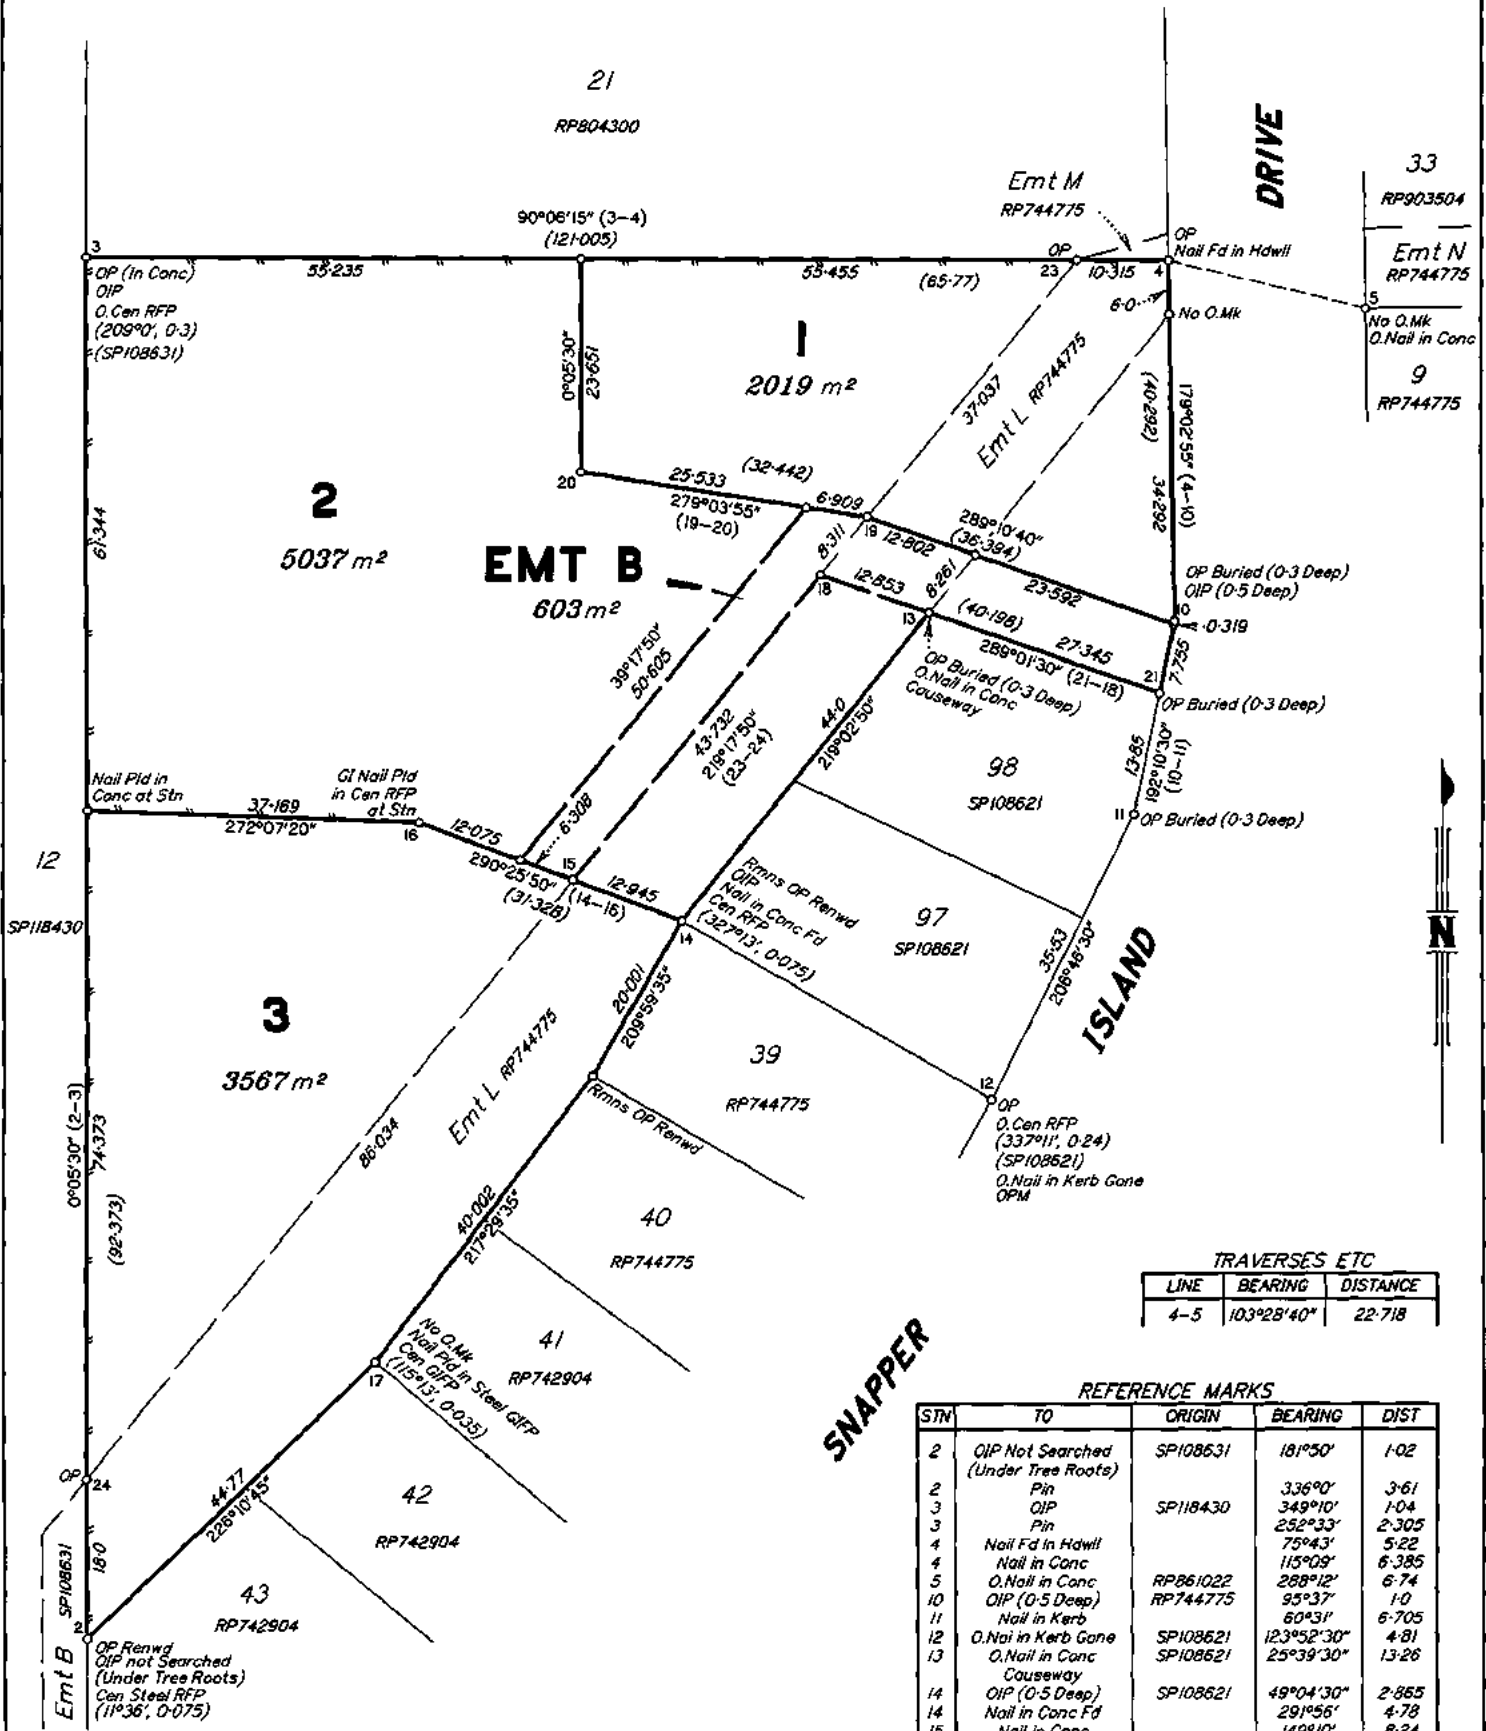 21
RP804300
DRIVE
33
RP903504
Emt M
RP744775
Emt N
RP744775
90°06'15" (3-4)
(121·005)
3
55·235
55·455
(65·77)
OP
23
10·315
OP
Nail Fd in Hdwll
4
OP (In Conc)
OIP
O.Cen RFP
(209°0', 0·3)
(SP108631)
6·0
No O.Mk
5
No O.Mk
O.Nail in Conc
9
RP744775
1
2019 m²
0°05'30"
23·651
37·037
Emt L RP744775
179°02'55" (4-10)
(40·292)
34·292
20
25·533
(32·442)
279°03'55"
(19-20)
6·909
19
12·802
289°10'40"
(36·394)
23·592
2
5037 m²
61·344
EMT B
603 m²
8·311
18
12·853
8·261
13
(40·198)
27·345
289°01'30" (21-18)
OP Buried (0·3 Deep)
OIP (0·5 Deep)
10
0·319
7·755
21
OP Buried (0·3 Deep)
OP Buried (0·3 Deep)
O.Nail in Conc
Causeway
39°17'50"
50·605
43·732
219°17'50"
(23-24)
44·0
219°02'50"
98
SP108621
13·85
192°10'30"
(10-11)
11
OP Buried (0·3 Deep)
Nail Pld in
Conc at Stn
GI Nail Pld
in Cen RFP
at Stn
37·169
272°07'20"
16
12·075
6·308
290°25'50"
(31·328)
(14-16)
15
12·945
14
Rmns OP Renwd
OIP
Nail in Conc Fd
Cen RFP
(327°13', 0·075)
97
SP108621
35·53
206°46'30"
ISLAND
N
12
SP118430
3
3567 m²
20·001
209°59'35"
39
RP744775
Rmns OP Renwd
12
OP
O.Cen RFP
(337°11', 0·24)
(SP108621)
O.Nail in Kerb Gone
OPM
Emt L RP744775
86·034
0°05'30" (2-3)
74·373
(92·373)
40·002
217°29'35"
40
RP744775
41
RP742904
17
No O.Mk
Nail Pld in Steel GIFP
Cen GIFP
(115°13', 0·035)
SNAPPER
OP
24
44·77
226°10'45"
42
RP742904
43
RP742904
18·0
SP108631
Emt B
2
OP Renwd
OIP not Searched
(Under Tree Roots)
Cen Steel RFP
(11°36', 0·075)
TRAVERSES ETC
LINE BEARING DISTANCE
4-5 103°28'40" 22·718
REFERENCE MARKS
STN TO ORIGIN BEARING DIST
2 OIP Not Searched SP108631 181°50' 1·02
(Under Tree Roots)
2 Pin 336°0' 3·61
3 OIP SP118430 349°10' 1·04
3 Pin 252°33' 2·305
4 Nail Fd in Hdwll 75°43' 5·22
4 Nail in Conc 115°09' 6·385
5 O.Nail in Conc RP861022 288°12' 6·74
10 OIP (0·5 Deep) RP744775 95°37' 1·0
11 Nail in Kerb 60°31' 6·705
12 O.Nai in Kerb Gone SP108621 123°52'30" 4·81
13 O.Nail in Conc SP108621 25°39'30" 13·26
Causeway
14 OIP (0·5 Deep) SP108621 49°04'30" 2·865
14 Nail in Conc Fd 291°56' 4·78
15 Nail in Conc